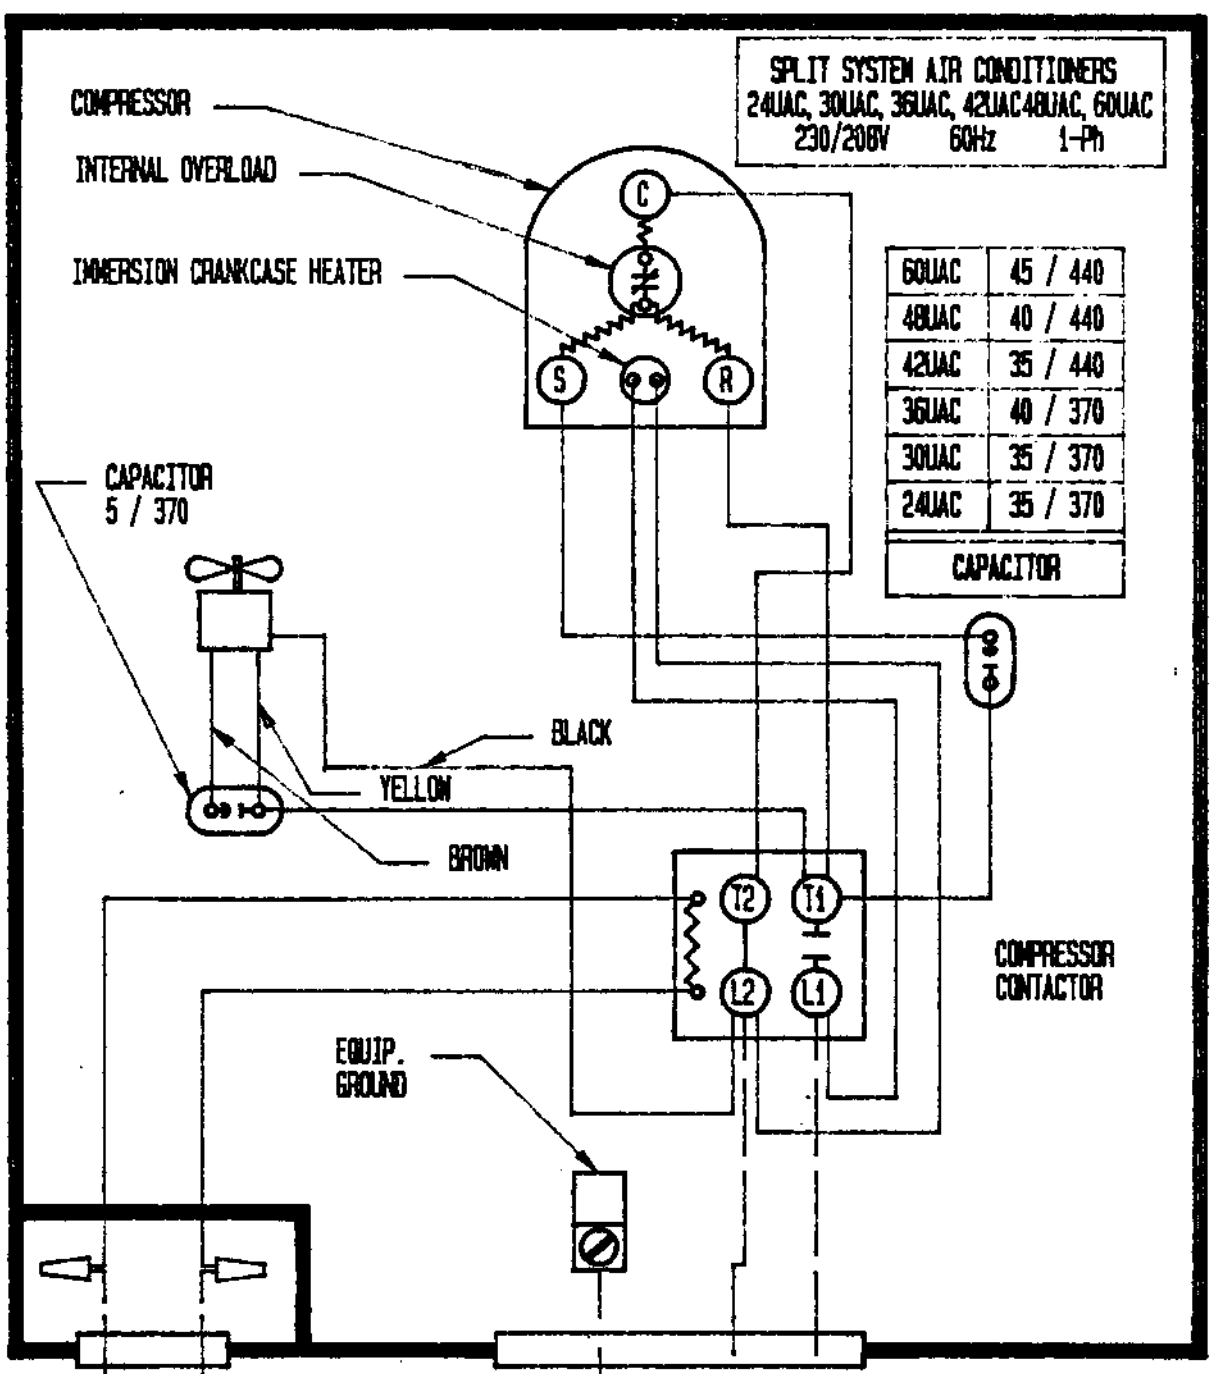 SPLIT SYSTEM AIR CONDITIONERS
24UAC, 30UAC, 36UAC, 42UAC48UAC, 60UAC
230/208V 60Hz 1-Ph
COMPRESSOR
INTERNAL OVERLOAD
IMMERSION CRANKCASE HEATER
C
S
R
60UAC 45 / 440
48UAC 40 / 440
42UAC 35 / 440
36UAC 40 / 370
30UAC 35 / 370
24UAC 35 / 370
CAPACITOR
CAPACITOR
5 / 370
BLACK
YELLOW
BROWN
T2 T1
L2 L1
COMPRESSOR
CONTACTOR
EQUIP.
GROUND